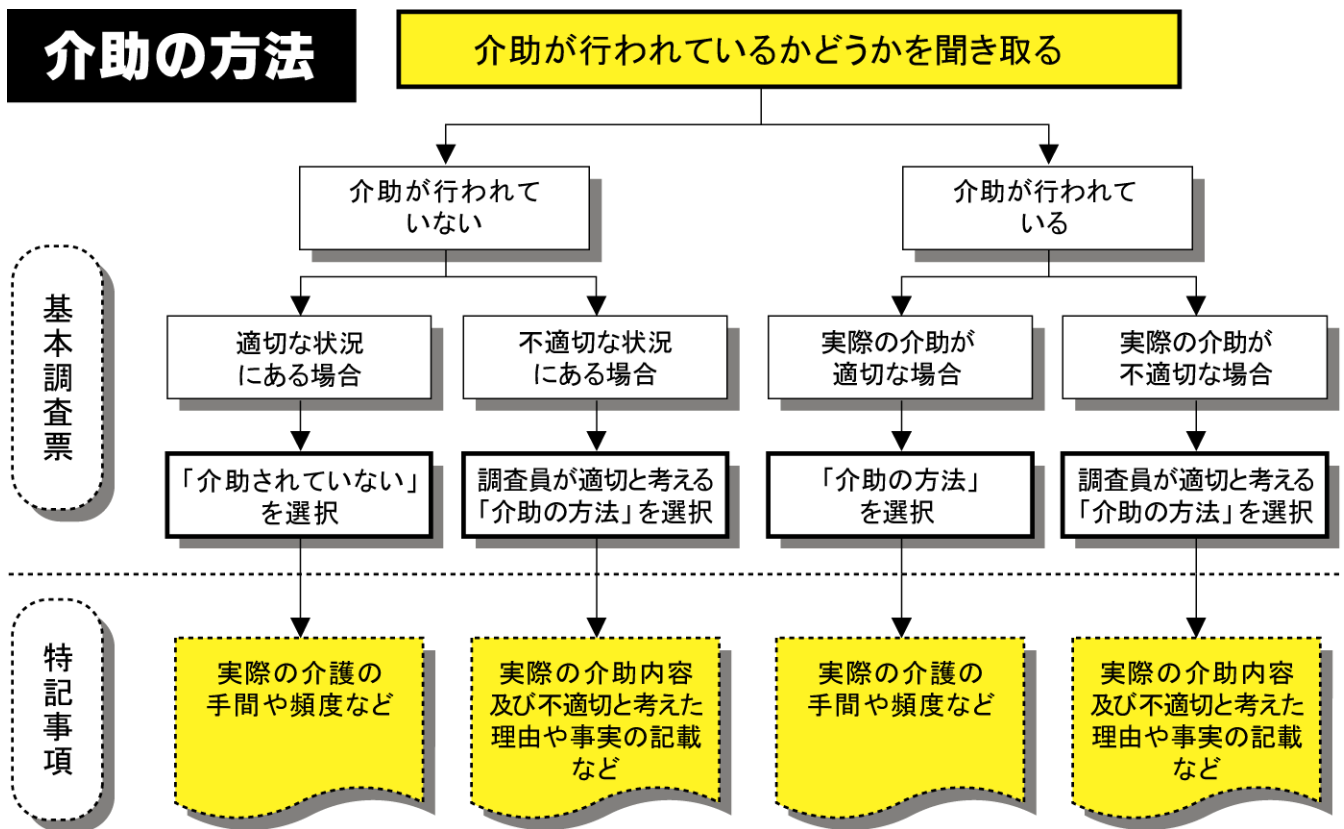 介助の方法
介助が行われているかどうかを聞き取る
介助が行われて
いない
介助が行われて
いる
基本調査票
適切な状況
にある場合
不適切な状況
にある場合
実際の介助が
適切な場合
実際の介助が
不適切な場合
「介助されていない」
を選択
調査員が適切と考える
「介助の方法」を選択
「介助の方法」
を選択
調査員が適切と考える
「介助の方法」を選択
特記事項
実際の介護の
手間や頻度など
実際の介助内容
及び不適切と考えた
理由や事実の記載
など
実際の介護の
手間や頻度など
実際の介助内容
及び不適切と考えた
理由や事実の記載
など